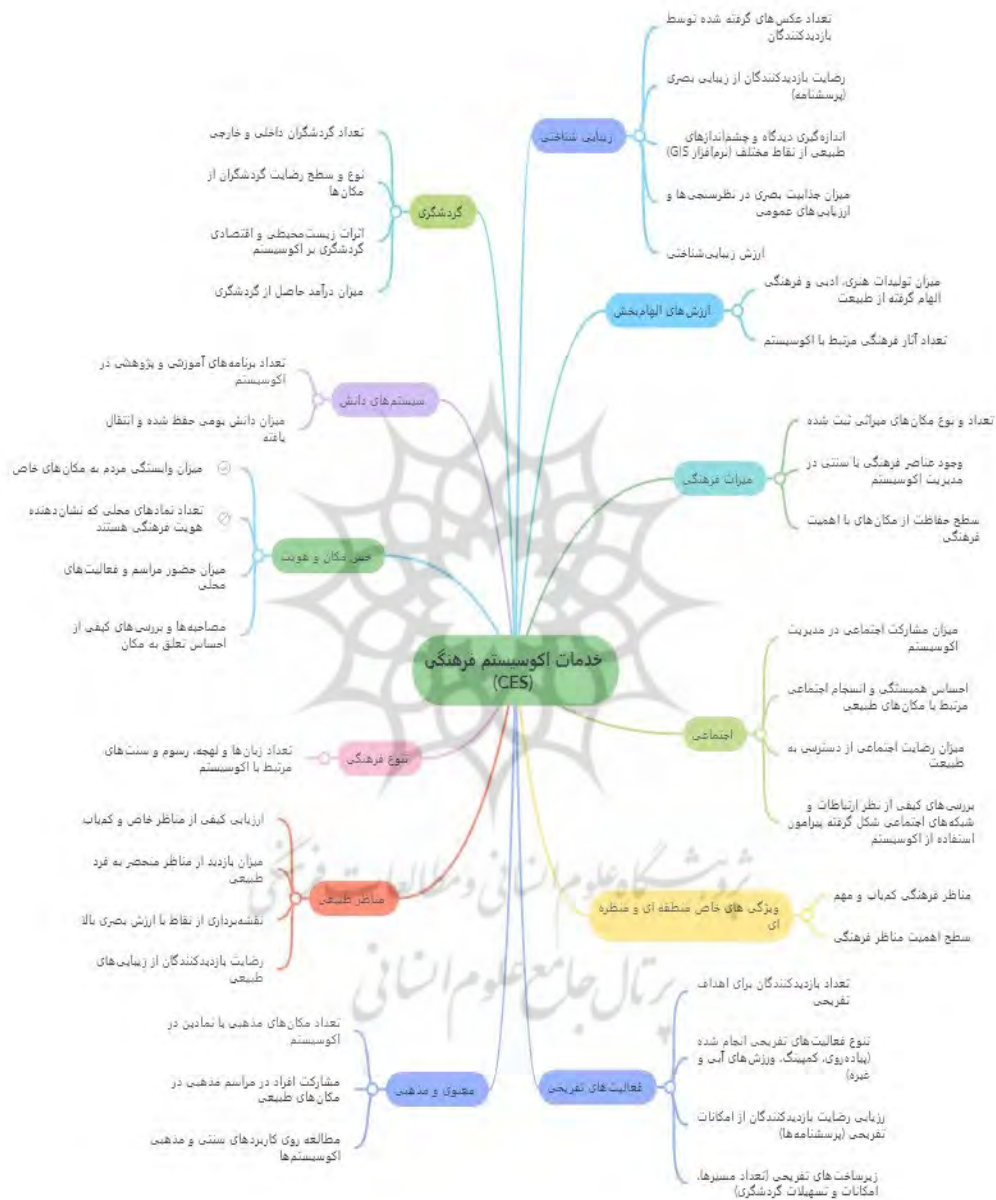 خدمات اکوسیستم فرهنگی
(CES)
زیبایی شناختی
تعداد عکس‌های گرفته شده توسط
بازدیدکنندگان
رضایت بازدیدکنندگان از زیبایی بصری
(پرسشنامه)
اندازه‌گیری دیدگاه و چشم‌اندازهای
طبیعی از نقاط مختلف (نرم‌افزار GIS)
میزان جذابیت بصری در نظرسنجی‌ها و
ارزیابی‌های عمومی
ارزش زیبایی‌شناختی
ارزش‌های الهام‌بخش
میزان تولیدات هنری، ادبی و فرهنگی
الهام گرفته از طبیعت
تعداد آثار فرهنگی مرتبط با اکوسیستم
میراث فرهنگی
تعداد و نوع مکان‌های میراثی ثبت شده
وجود عناصر فرهنگی یا سنتی در
مدیریت اکوسیستم
سطح حفاظت از مکان‌های با اهمیت
فرهنگی
اجتماعی
میزان مشارکت اجتماعی در مدیریت
اکوسیستم
احساس همبستگی و انسجام اجتماعی
مرتبط با مکان‌های طبیعی
میزان رضایت اجتماعی از دسترسی به
طبیعت
بررسی‌های کیفی از نظر ارتباطات و
شبکه‌های اجتماعی شکل گرفته پیرامون
استفاده از اکوسیستم
ویژگی های خاص منطقه ای و منظره
ای
مناظر فرهنگی کمیاب و مهم
سطح اهمیت مناظر فرهنگی
فعالیت‌های تفریحی
تعداد بازدیدکنندگان برای اهداف
تفریحی
تنوع فعالیت‌های تفریحی انجام شده
(پیاده‌روی، کمپینگ، ورزش‌های آبی و
غیره)
رزیابی رضایت بازدیدکنندگان از امکانات
تفریحی (پرسشنامه‌ها)
زیرساخت‌های تفریحی (تعداد مسیرها،
امکانات و تسهیلات گردشگری)
گردشگری
تعداد گردشگران داخلی و خارجی
نوع و سطح رضایت گردشگران از
مکان‌ها
اثرات زیست‌محیطی و اقتصادی
گردشگری بر اکوسیستم
میزان درآمد حاصل از گردشگری
سیستم‌های دانش
تعداد برنامه‌های آموزشی و پژوهشی در
اکوسیستم
میزان دانش بومی حفظ شده و انتقال
یافته
حس مکان و هویت
میزان وابستگی مردم به مکان‌های خاص
تعداد نمادهای محلی که نشان‌دهنده
هویت فرهنگی هستند
میزان حضور مراسم و فعالیت‌های
محلی
مصاحبه‌ها و بررسی‌های کیفی از
احساس تعلق به مکان
تنوع فرهنگی
تعداد زبان‌ها و لهجه، رسوم و سنت‌های
مرتبط با اکوسیستم
مناظر طبیعی
ارزیابی کیفی از مناظر خاص و کمیاب
میزان بازدید از مناظر منحصر به فرد
طبیعی
نقشه‌برداری از نقاط با ارزش بصری بالا
رضایت بازدیدکنندگان از زیبایی‌های
طبیعی
معنوی و مذهبی
تعداد مکان‌های مذهبی یا نمادین در
اکوسیستم
مشارکت افراد در مراسم مذهبی در
مکان‌های طبیعی
مطالعه روی کاربردهای سنتی و مذهبی
اکوسیستم‌ها
پژوهشگاه علوم انسانی و مطالعات فرهنگی
پرتال جامع علوم انسانی